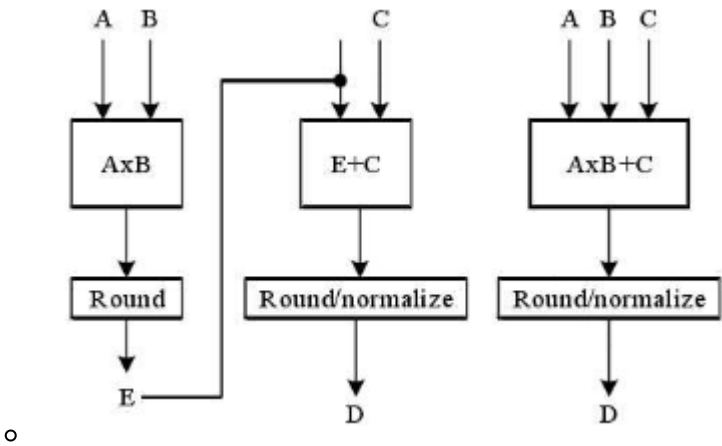 A B C A B C
AxB E+C AxB+C
Round Round/normalize Round/normalize
E D D